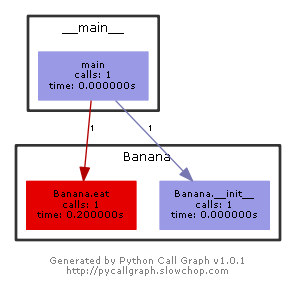 __main__
main
calls: 1
time: 0.000000s
1
1
Banana
Banana.eat
calls: 1
time: 0.200000s
Banana.__init__
calls: 1
time: 0.000000s
Generated by Python Call Graph v1.0.1
http://pycallgraph.slowchop.com